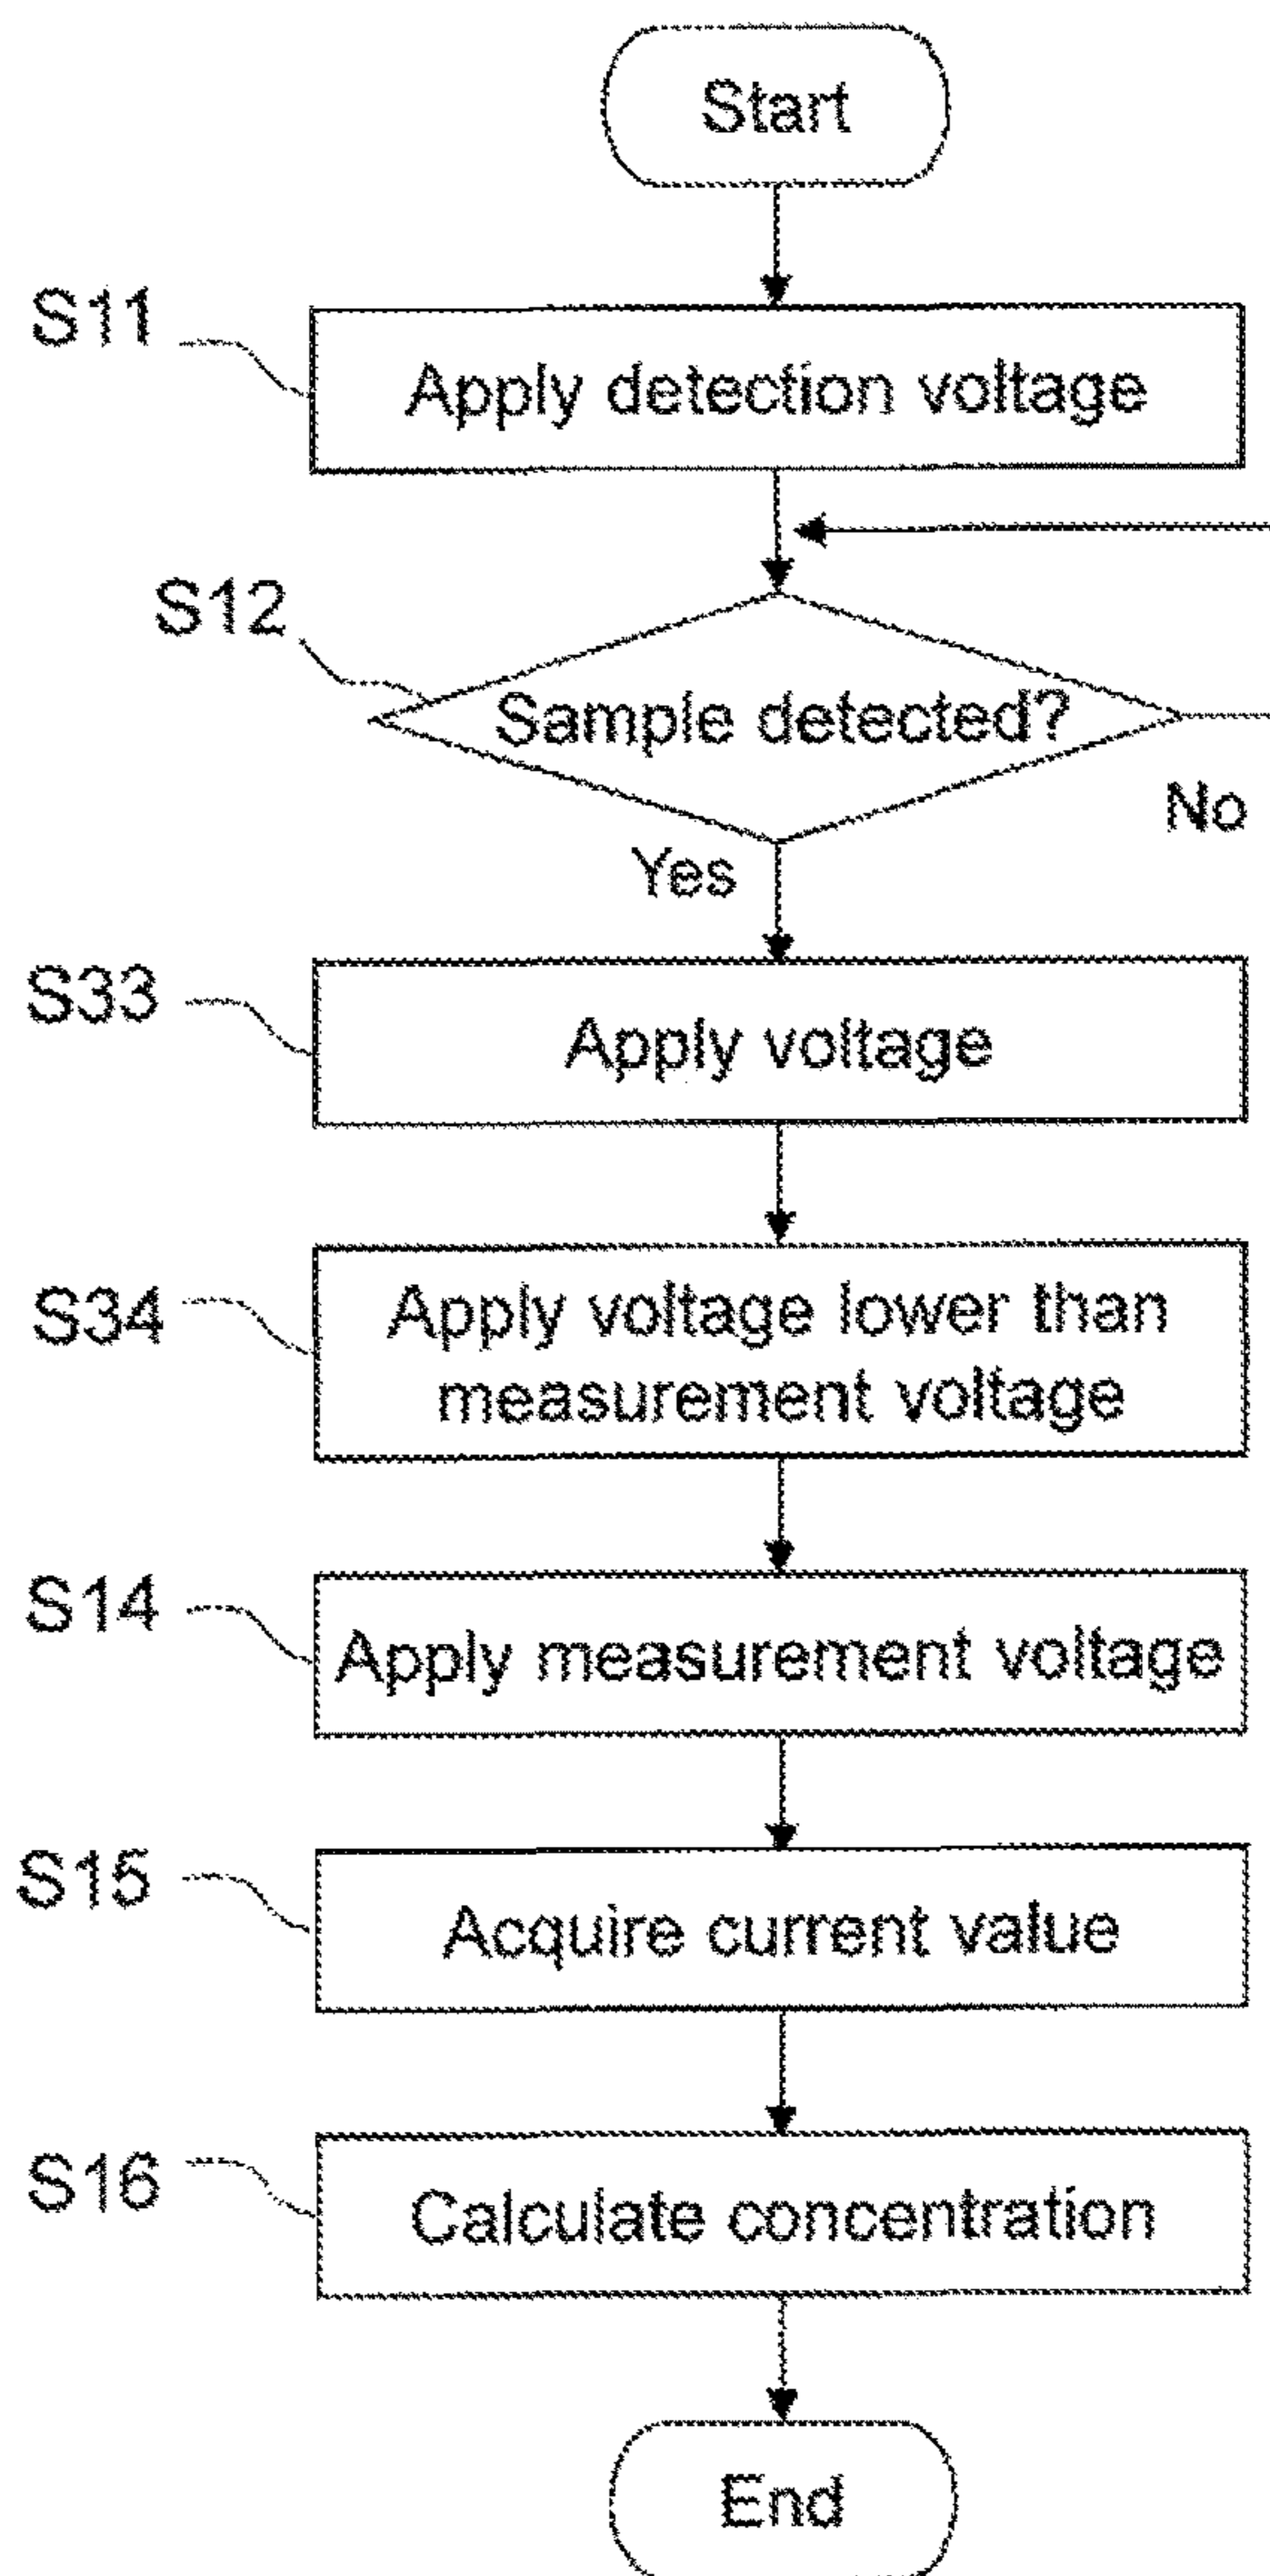 Start
S11
Apply detection voltage
S12
Sample detected?
No
Yes
S33
Apply voltage
S34
Apply voltage lower than
measurement voltage
S14
Apply measurement voltage
S15
Acquire current value
S16
Calculate concentration
End